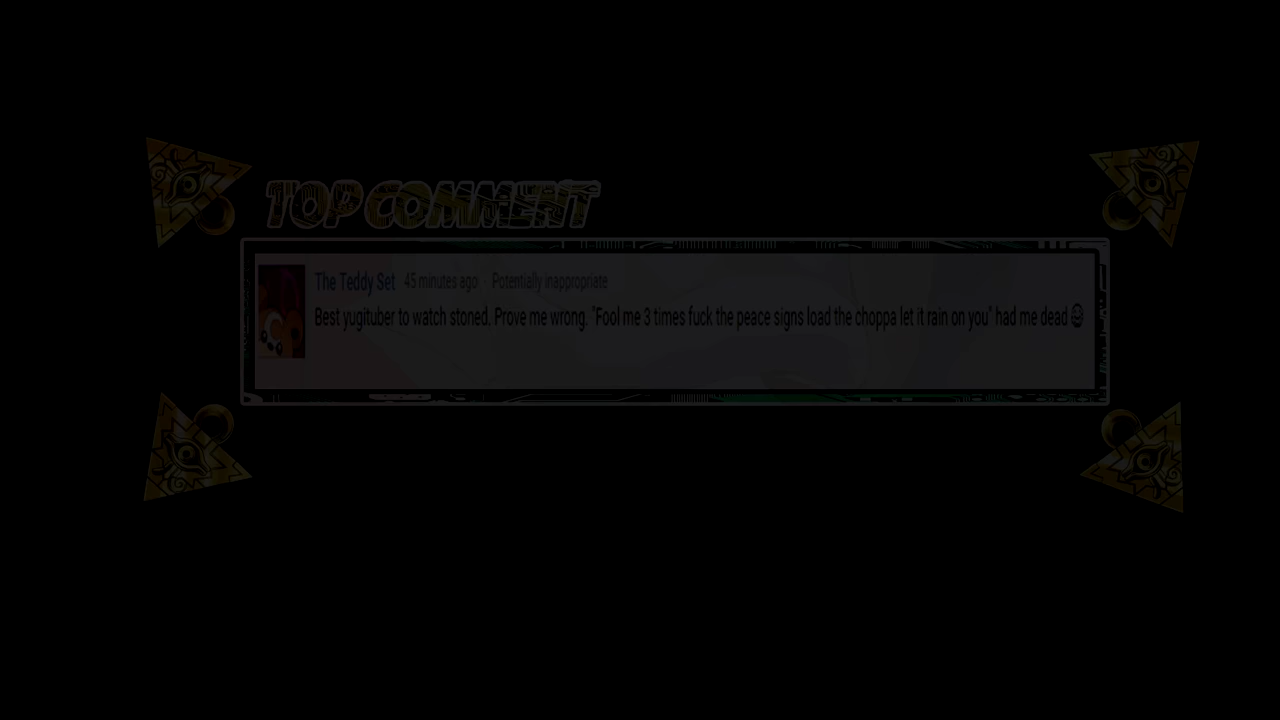 TOP COMMENT
The Teddy Set 45 minutes ago · Potentially inappropriate
Best yugituber to watch stoned. Prove me wrong. "Fool me 3 times fuck the peace signs load the choppa let it rain on you" had me dead 😂